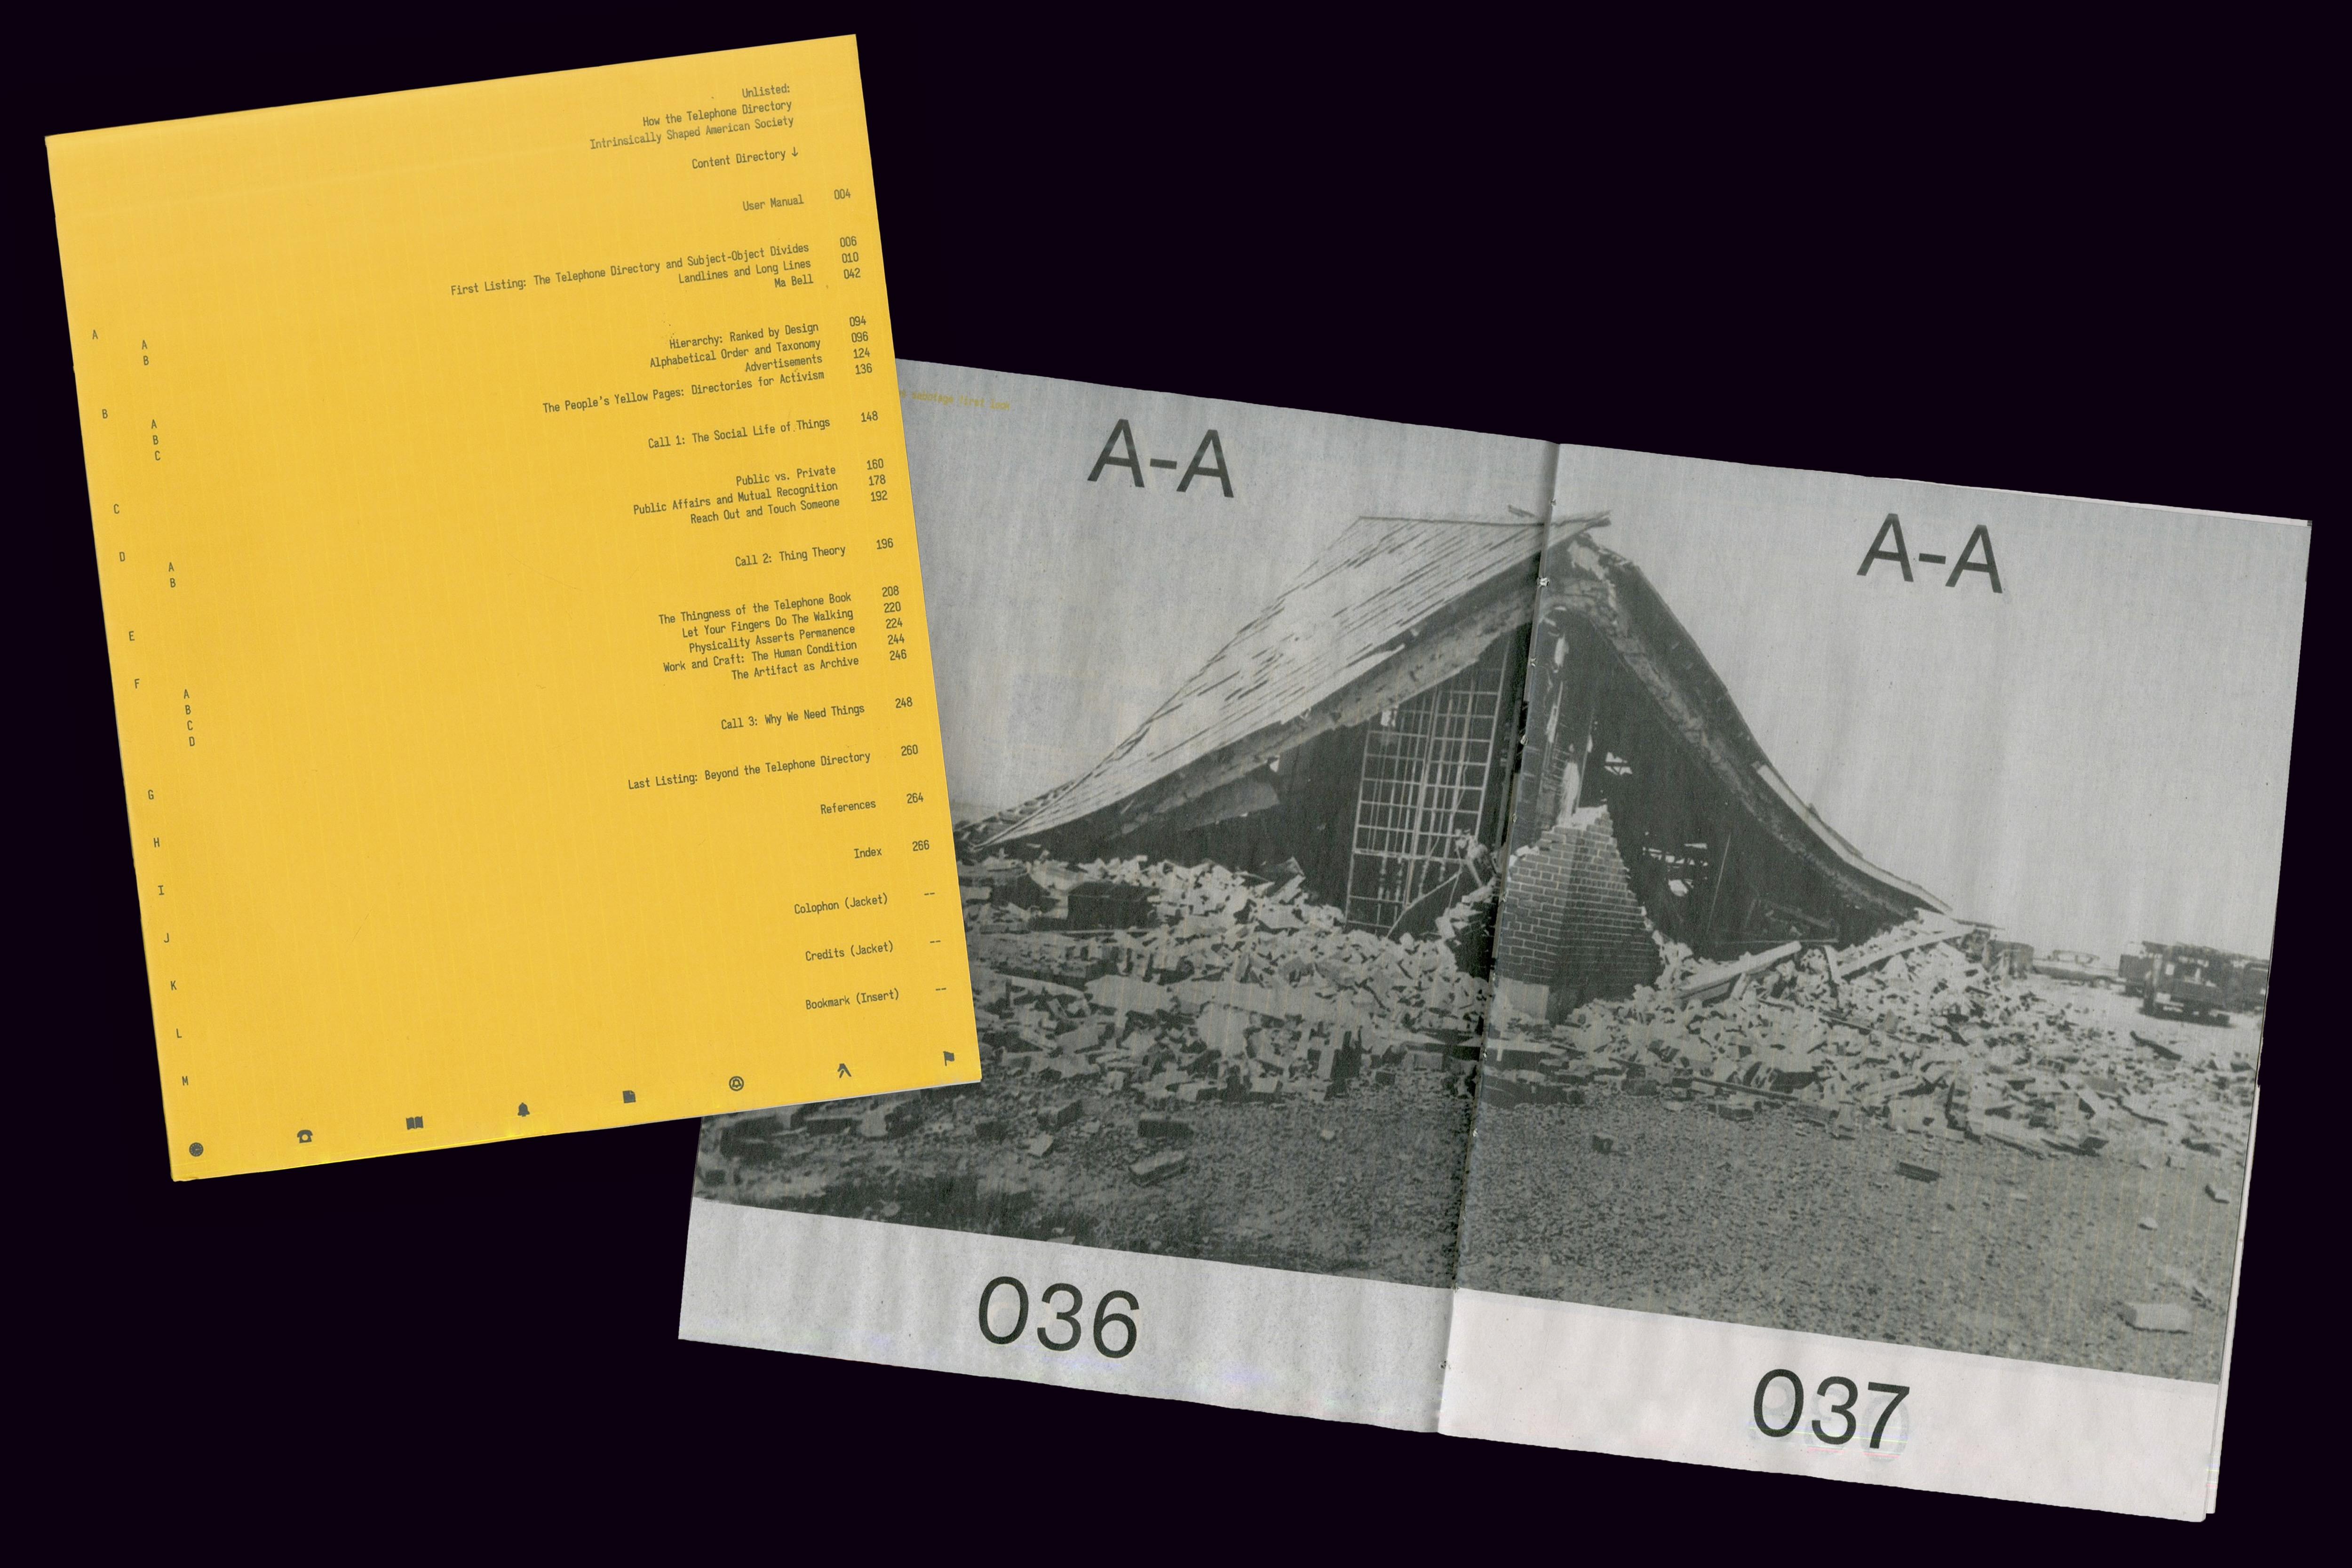 Unlisted:
How the Telephone Directory
Intrinsically Shaped American Society
Content Directory ↓
User Manual 004
A First Listing: The Telephone Directory and Subject-Object Divides 006
A Landlines and Long Lines 010
B Ma Bell 042
B Hierarchy: Ranked by Design 094
A Alphabetical Order and Taxonomy 096
B Advertisements 124
C The People's Yellow Pages: Directories for Activism 136
C Call 1: The Social Life of Things 148
D Public vs. Private 160
A Public Affairs and Mutual Recognition 178
B Reach Out and Touch Someone 192
E Call 2: Thing Theory 196
F The Thingness of the Telephone Book 208
A Let Your Fingers Do The Walking 220
B Physicality Asserts Permanence 224
C Work and Craft: The Human Condition 244
D The Artifact as Archive 246
G Call 3: Why We Need Things 248
H Last Listing: Beyond the Telephone Directory 260
I References 264
J Index 266
K Colophon (Jacket) --
L Credits (Jacket) --
M Bookmark (Insert) --
A-A
A-A
036
037